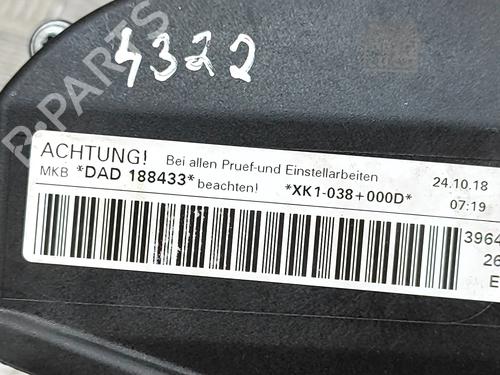 4322
B-PARTS
ACHTUNG! Bei allen Pruef-und Einstellarbeiten 24.10.18
MKB *DAD 188433* beachten! *XK1-038+000D* 07:19
3964
26
E